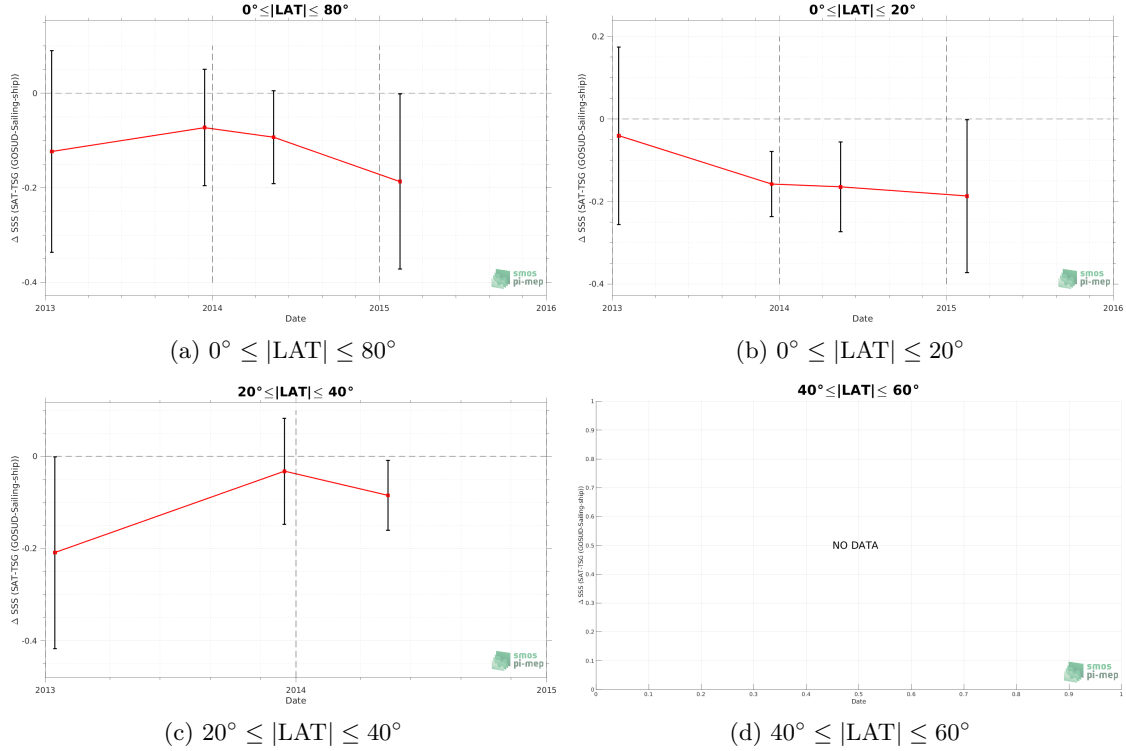 0°≤|LAT|≤ 80°
Δ SSS (SAT-TSG (GOSUD-Sailing-ship))
0
-0.2
-0.4
2013
2014
2015
2016
Date
smos
pi-mep
(a) 0° ≤ |LAT| ≤ 80°
0°≤|LAT|≤ 20°
Δ SSS (SAT-TSG (GOSUD-Sailing-ship))
0.2
0
-0.2
-0.4
2013
2014
2015
2016
Date
smos
pi-mep
(b) 0° ≤ |LAT| ≤ 20°
20°≤|LAT|≤ 40°
Δ SSS (SAT-TSG (GOSUD-Sailing-ship))
0
-0.2
-0.4
2013
2014
2015
Date
smos
pi-mep
(c) 20° ≤ |LAT| ≤ 40°
40°≤|LAT|≤ 60°
Δ SSS (SAT-TSG (GOSUD-Sailing-ship))
1
0.9
0.8
0.7
0.6
0.5
0.4
0.3
0.2
0.1
0
NO DATA
0
0.1
0.2
0.3
0.4
0.5
0.6
0.7
0.8
0.9
1
Date
smos
pi-mep
(d) 40° ≤ |LAT| ≤ 60°